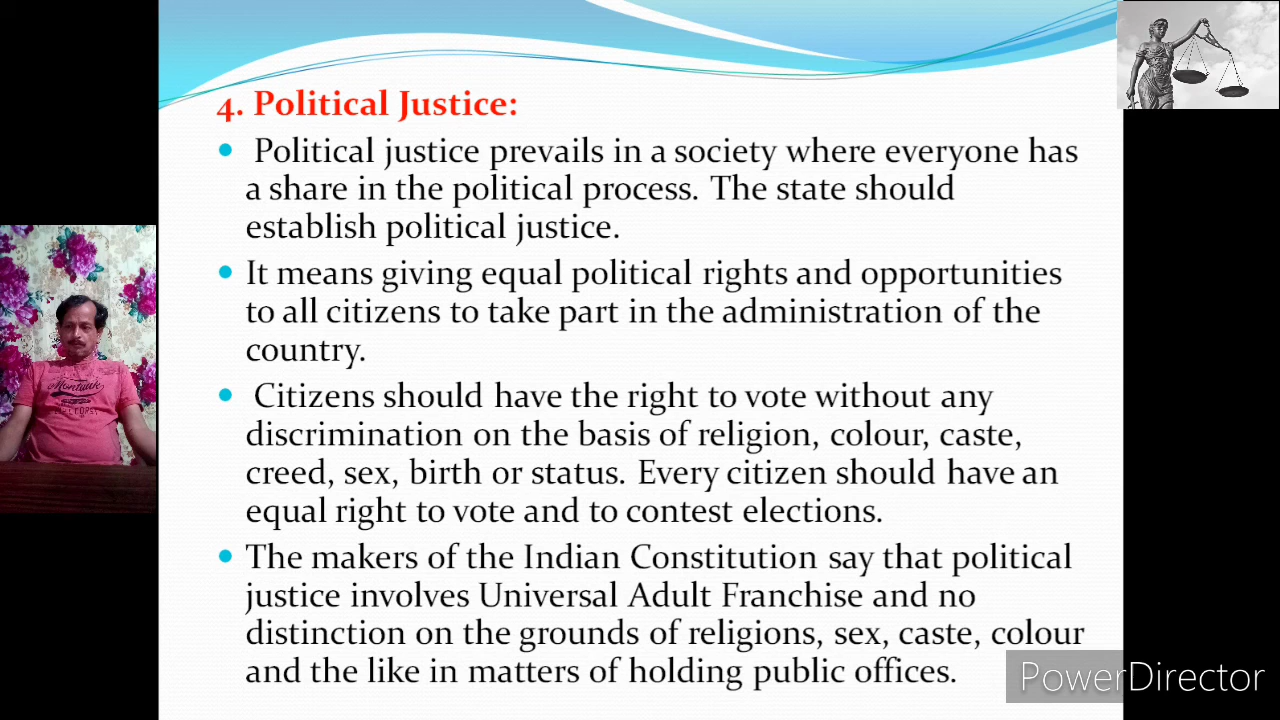 4. Political Justice:
• Political justice prevails in a society where everyone has
a share in the political process. The state should
establish political justice.
• It means giving equal political rights and opportunities
to all citizens to take part in the administration of the
country.
• Citizens should have the right to vote without any
discrimination on the basis of religion, colour, caste,
creed, sex, birth or status. Every citizen should have an
equal right to vote and to contest elections.
• The makers of the Indian Constitution say that political
justice involves Universal Adult Franchise and no
distinction on the grounds of religions, sex, caste, colour
and the like in matters of holding public offices.
Montauk
PowerDirector